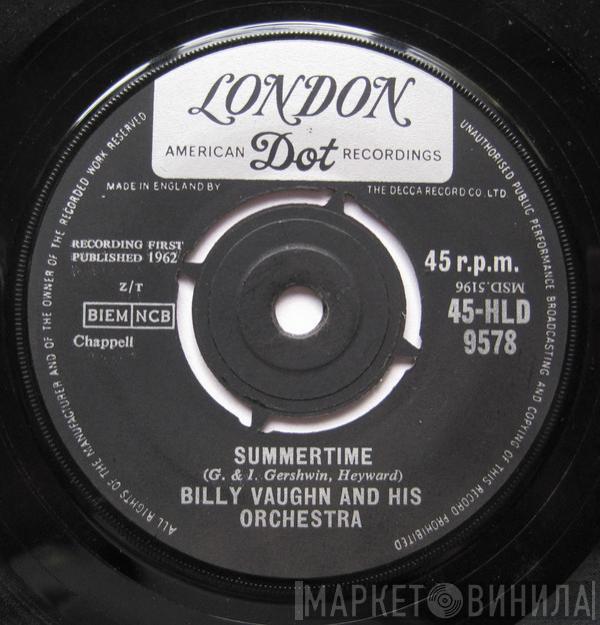 LONDON
AMERICAN Dot RECORDINGS
MADE IN ENGLAND BY THE DECCA RECORD CO. LTD.
RECORDING FIRST
PUBLISHED 1962
Z/T
BIEM NCB
Chappell
45 r.p.m.
MSD.5196
45-HLD
9578
SUMMERTIME
(G. & I. Gershwin, Heyward)
BILLY VAUGHN AND HIS
ORCHESTRA
ALL RIGHTS OF THE MANUFACTURER AND OF THE OWNER OF THE RECORDED WORK RESERVED
UNAUTHORISED PUBLIC PERFORMANCE BROADCASTING AND COPYING OF THIS RECORD PROHIBITED
МАРКЕТ ВИНИЛА